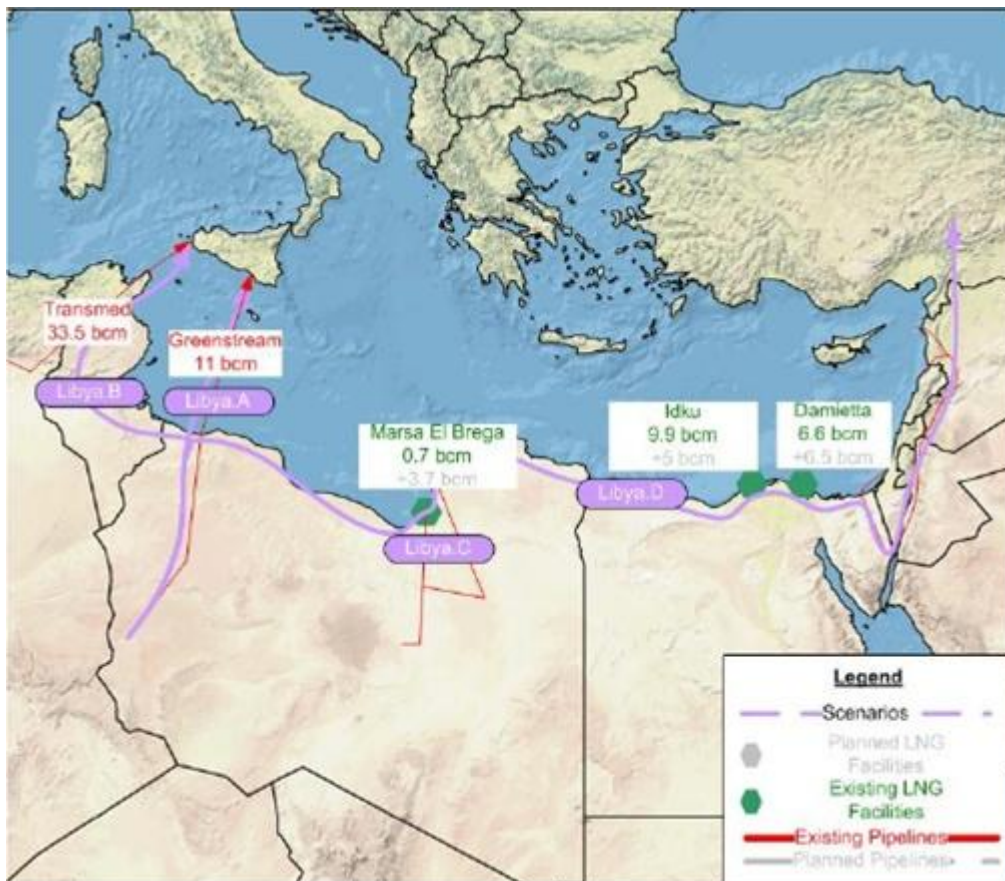 Transmed
33.5 bcm
Greenstream
11 bcm
Libya.B
Libya.A
Marsa El Brega
0.7 bcm
+3.7 bcm
Libya.C
Idku
9.9 bcm
+5 bcm
Damietta
6.6 bcm
+6.5 bcm
Libya.D
Legend
Scenarios
Planned LNG
Facilities
Existing LNG
Facilities
Existing Pipelines
Planned Pipelines